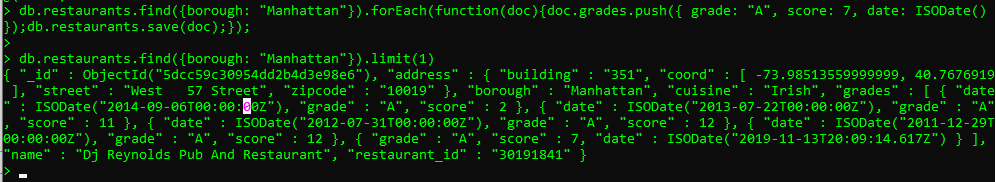 > db.restaurants.find({borough: "Manhattan"}).forEach(function(doc){doc.grades.push({ grade: "A", score: 7, date: ISODate()
});db.restaurants.save(doc);});
>
> db.restaurants.find({borough: "Manhattan"}).limit(1)
{ "_id" : ObjectId("5dcc59c30954dd2b4d3e98e6"), "address" : { "building" : "351", "coord" : [ -73.98513559999999, 40.7676919
 ], "street" : "West   57 Street", "zipcode" : "10019" }, "borough" : "Manhattan", "cuisine" : "Irish", "grades" : [ { "date
" : ISODate("2014-09-06T00:00:00Z"), "grade" : "A", "score" : 2 }, { "date" : ISODate("2013-07-22T00:00:00Z"), "grade" : "A"
, "score" : 11 }, { "date" : ISODate("2012-07-31T00:00:00Z"), "grade" : "A", "score" : 12 }, { "date" : ISODate("2011-12-29T
00:00:00Z"), "grade" : "A", "score" : 12 }, { "grade" : "A", "score" : 7, "date" : ISODate("2019-11-13T20:09:14.617Z") } ],
"name" : "Dj Reynolds Pub And Restaurant", "restaurant_id" : "30191841" }
>